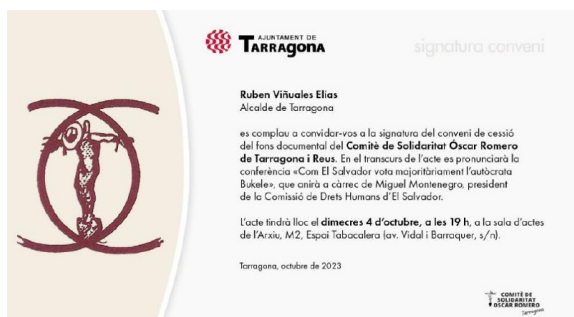 AJUNTAMENT DE
TARRAGONA
signatura conveni
Ruben Viñuales Elías
Alcalde de Tarragona
es complau a convidar-vos a la signatura del conveni de cessió
del fons documental del Comitè de Solidaritat Óscar Romero
de Tarragona i Reus. En el transcurs de l'acte es pronunciarà la
conferència «Com El Salvador vota majoritàriament l'autòcrata
Bukele», que anirà a càrrec de Miguel Montenegro, president
de la Comissió de Drets Humans d'El Salvador.
L'acte tindrà lloc el dimecres 4 d'octubre, a les 19 h, a la sala d'actes
de l'Arxiu, M2, Espai Tabacalera (av. Vidal i Barraquer, s/n).
Tarragona, octubre de 2023
COMITÈ DE
SOLIDARITAT
OSCAR ROMERO
Tarragona